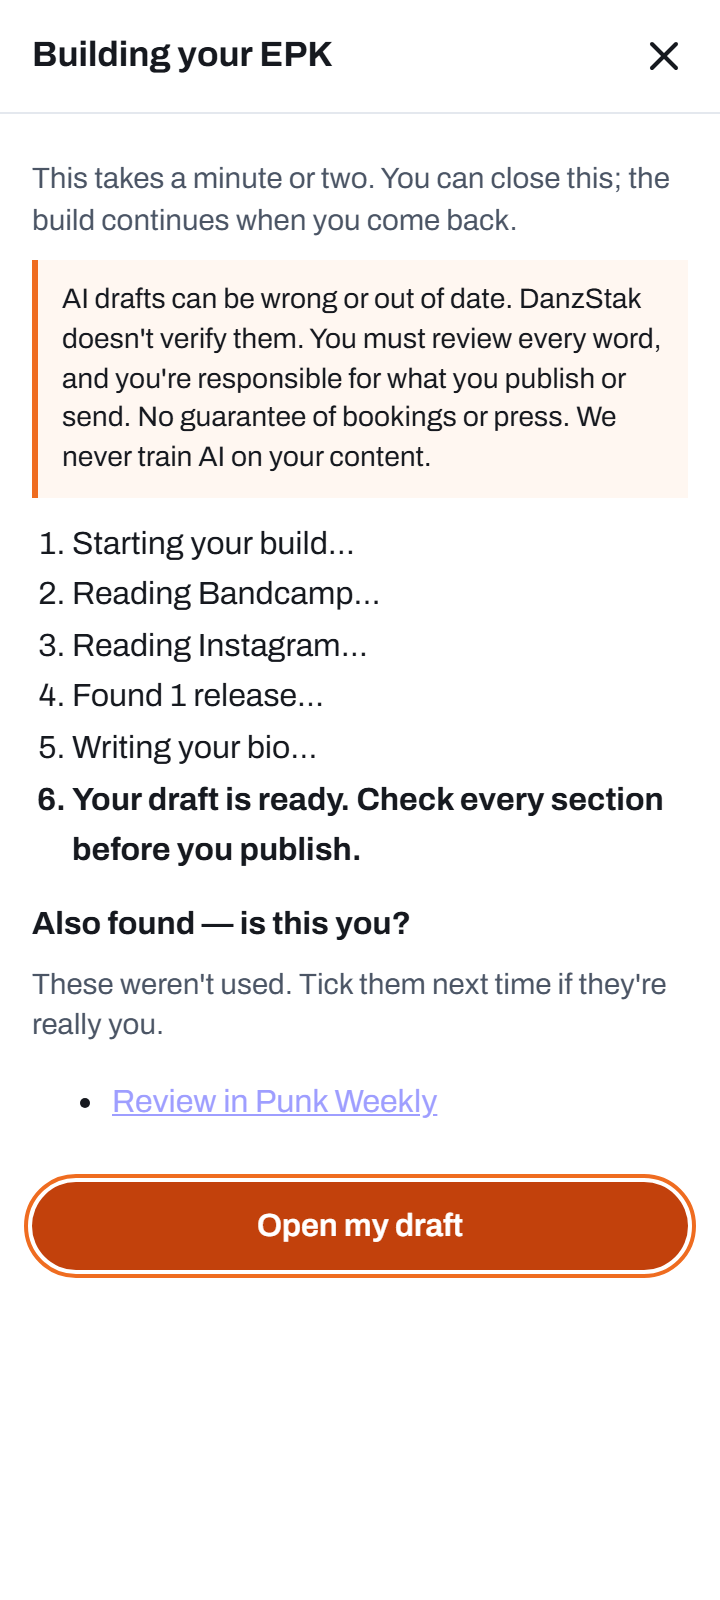 Building your EPK
This takes a minute or two. You can close this; the
build continues when you come back.
AI drafts can be wrong or out of date. DanzStak
doesn't verify them. You must review every word,
and you're responsible for what you publish or
send. No guarantee of bookings or press. We
never train AI on your content.
1. Starting your build…
2. Reading Bandcamp…
3. Reading Instagram…
4. Found 1 release…
5. Writing your bio…
6. Your draft is ready. Check every section
before you publish.
Also found — is this you?
These weren't used. Tick them next time if they're
really you.
• Review in Punk Weekly
Open my draft